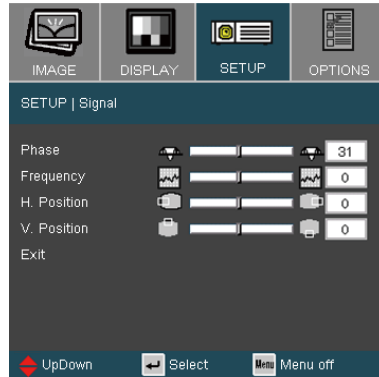 IMAGE DISPLAY SETUP OPTIONS
SETUP | Signal
Phase 31
Frequency 0
H. Position 0
V. Position 0
Exit
UpDown Select Menu Menu off